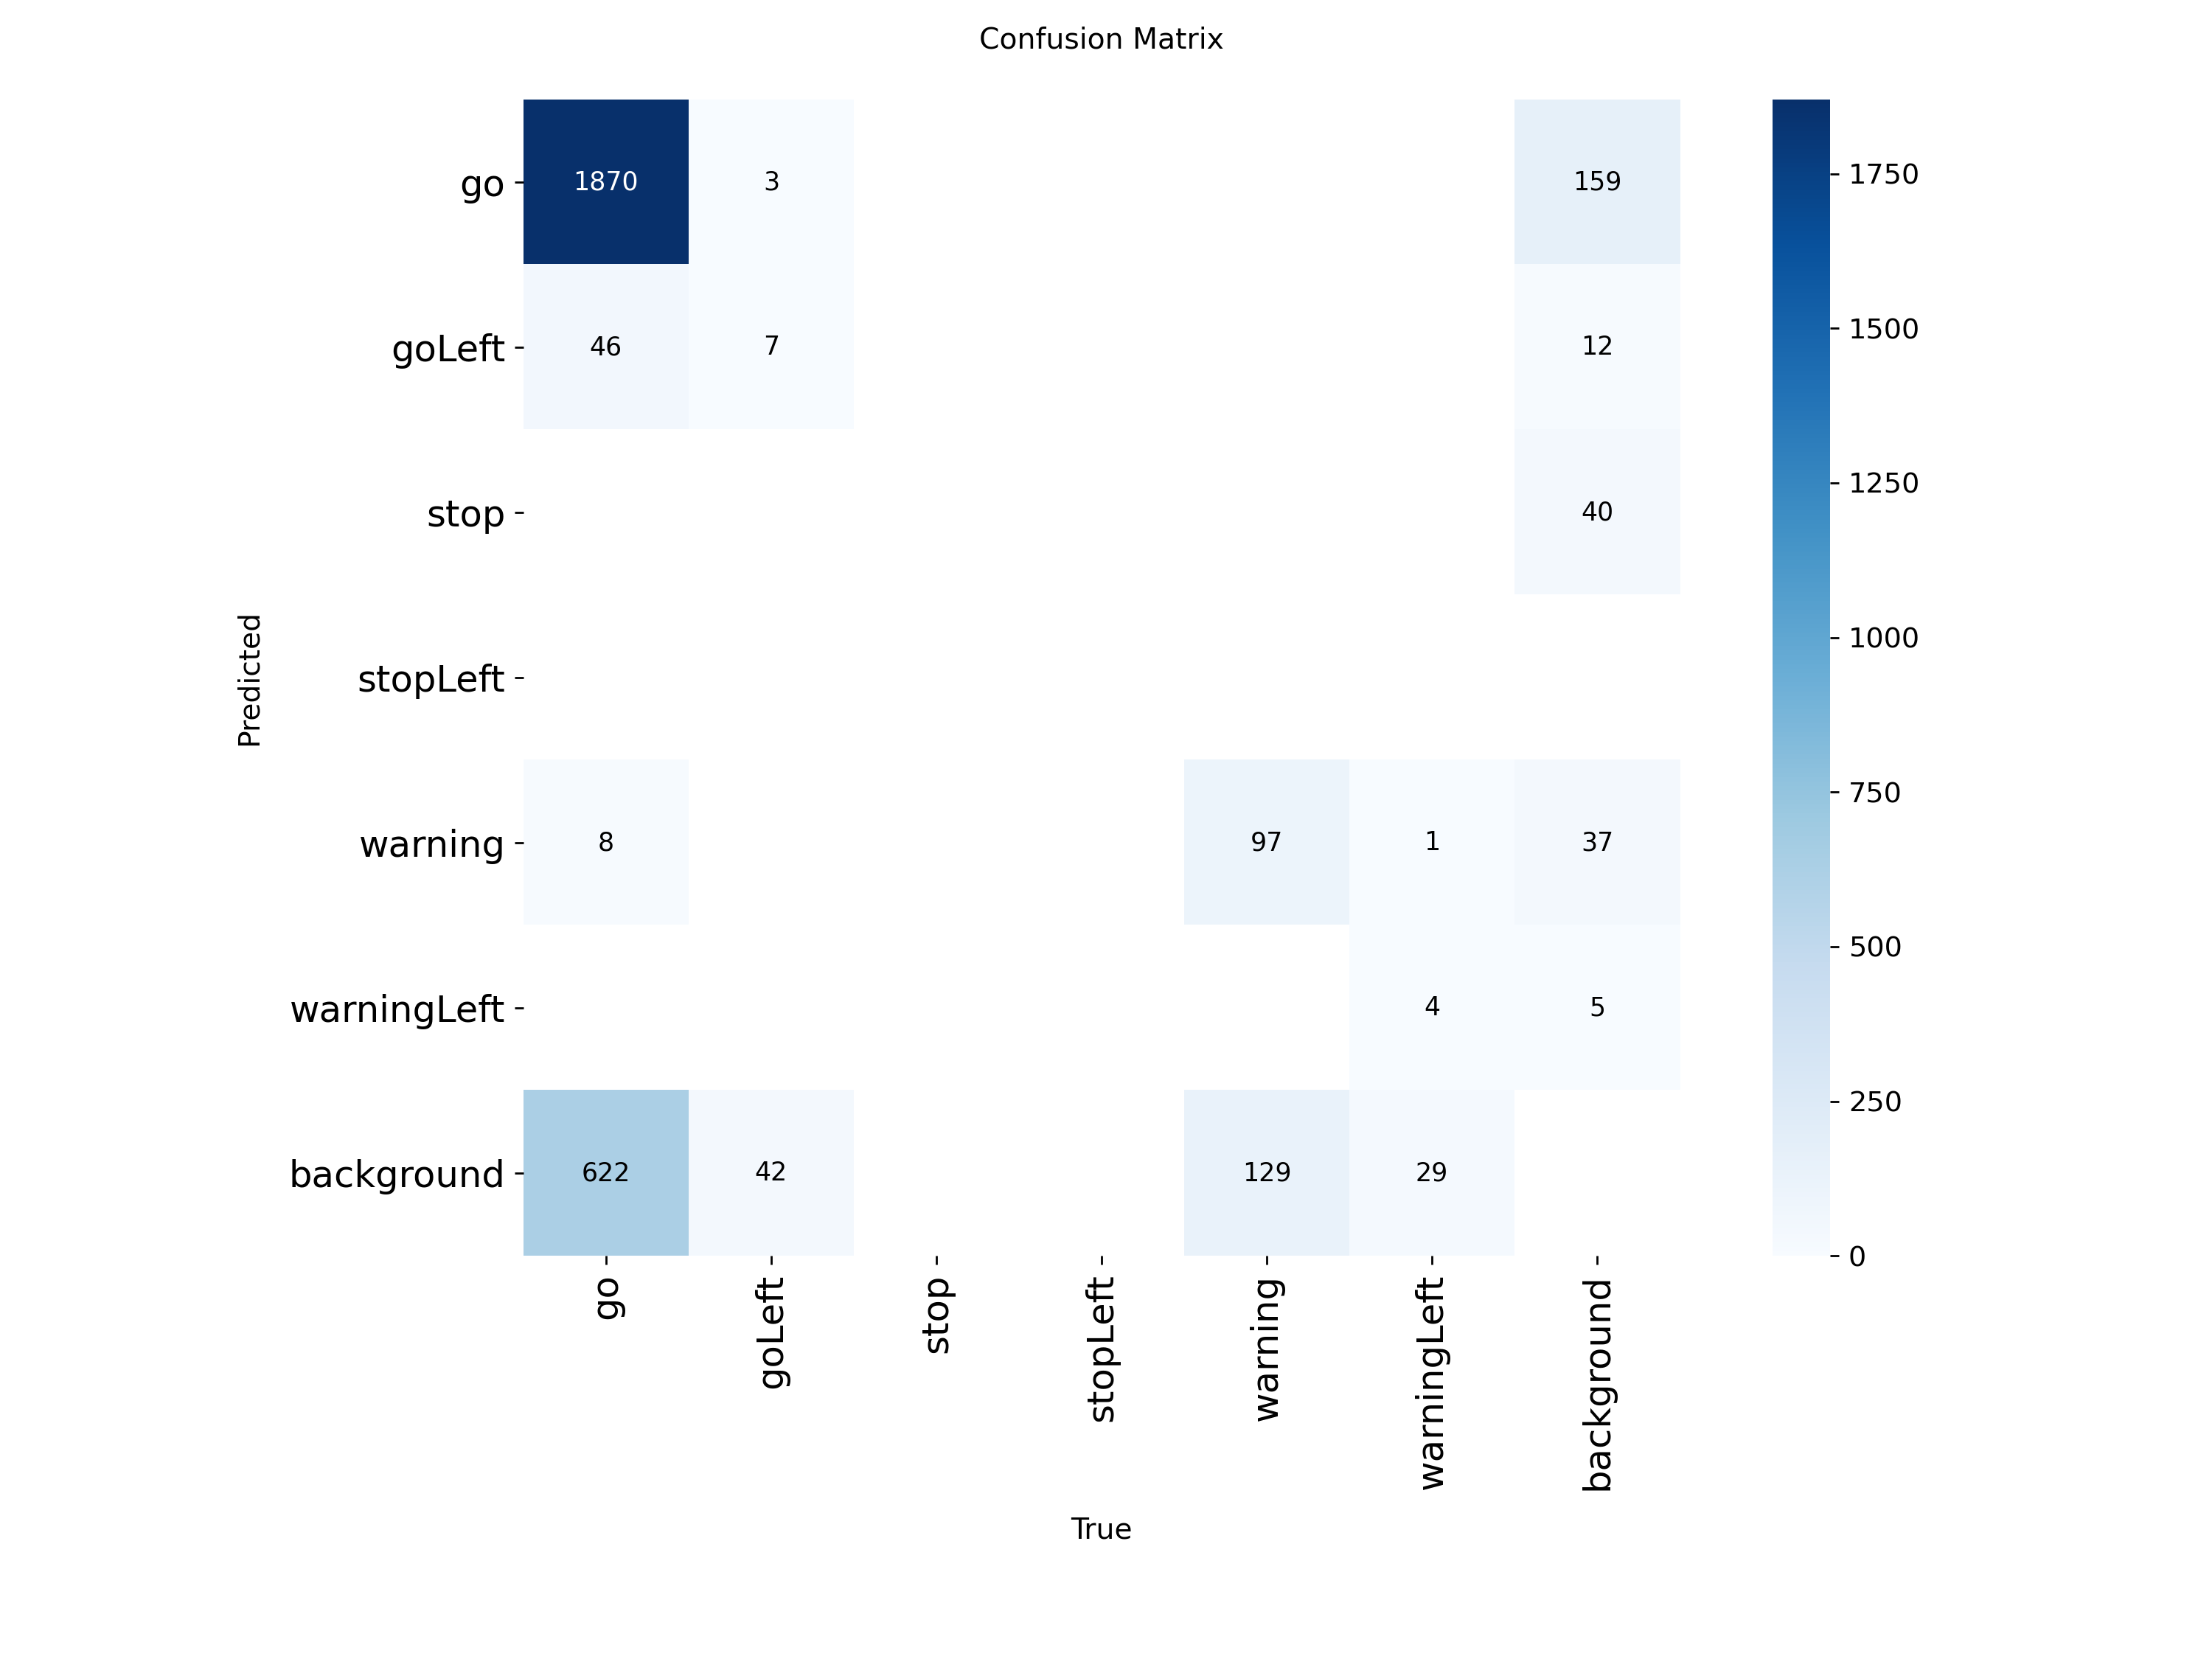 Confusion Matrix
go
1870
3
159
1750
goLeft
46
7
12
1500
stop
40
1250
stopLeft
1000
warning
8
97
1
37
750
warningLeft
4
5
500
background
622
42
129
29
250
0
go
goLeft
stop
stopLeft
warning
warningLeft
background
Predicted
True